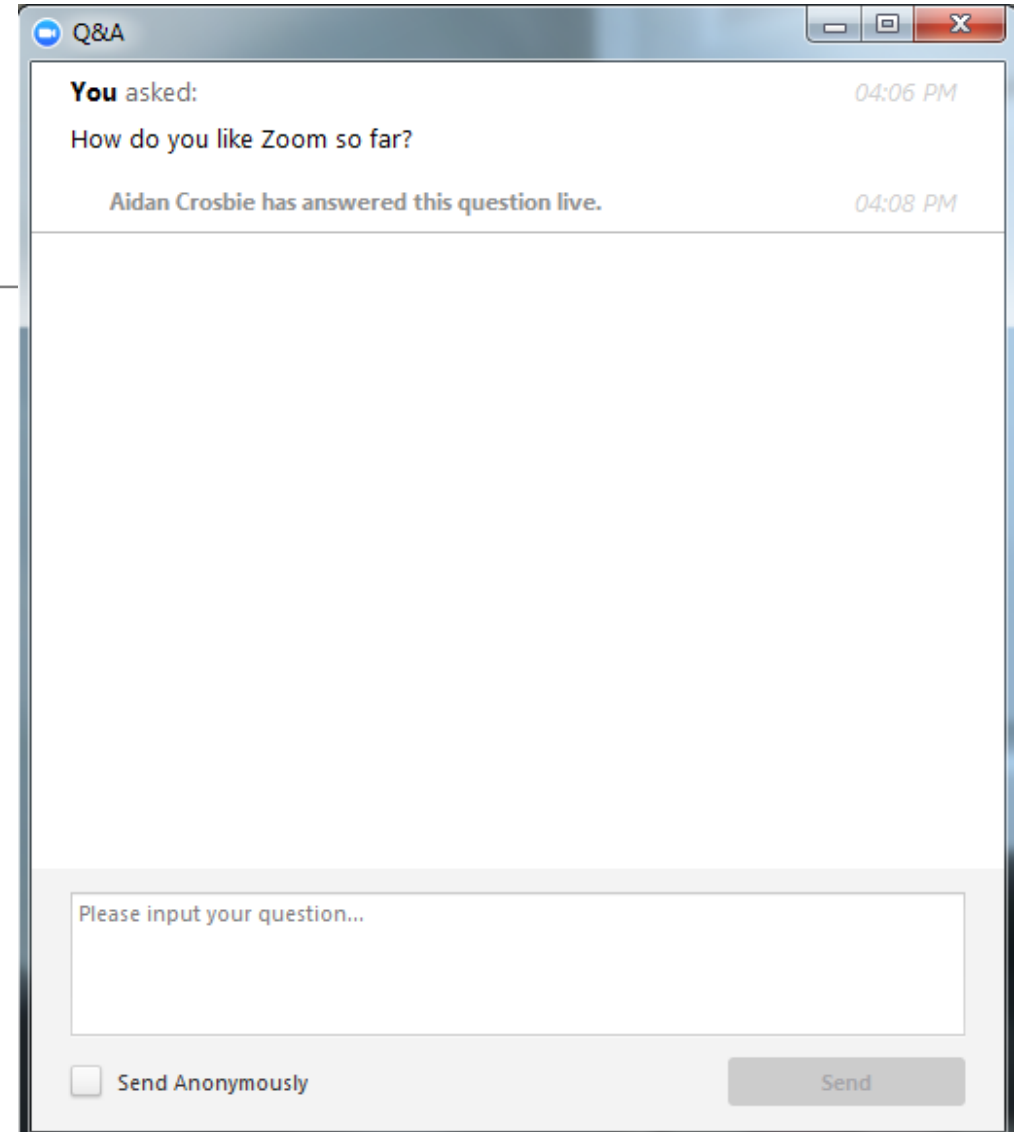 Q&A
You asked: 04:06 PM
How do you like Zoom so far?
Aidan Crosbie has answered this question live. 04:08 PM
Please input your question...
Send Anonymously Send